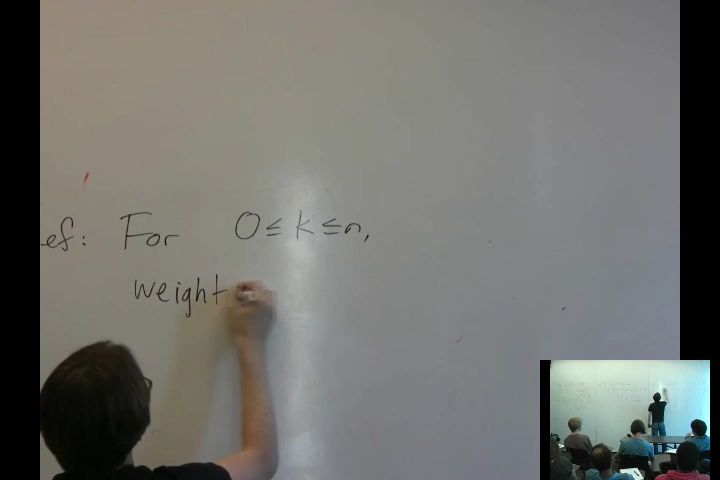 ef: For 0 ≤ k ≤ n,
weight